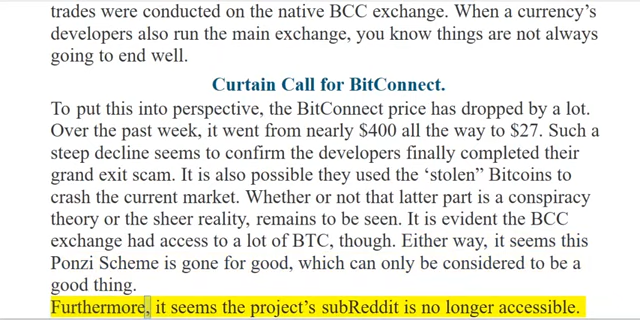 trades were conducted on the native BCC exchange. When a currency’s
developers also run the main exchange, you know things are not always
going to end well.
Curtain Call for BitConnect.
To put this into perspective, the BitConnect price has dropped by a lot.
Over the past week, it went from nearly $400 all the way to $27. Such a
steep decline seems to confirm the developers finally completed their
grand exit scam. It is also possible they used the ‘stolen” Bitcoins to
crash the current market. Whether or not that latter part is a conspiracy
theory or the sheer reality, remains to be seen. It is evident the BCC
exchange had access to a lot of BTC, though. Either way, it seems this
Ponzi Scheme is gone for good, which can only be considered to be a
good thing.
Furthermore, it seems the project’s subReddit is no longer accessible.